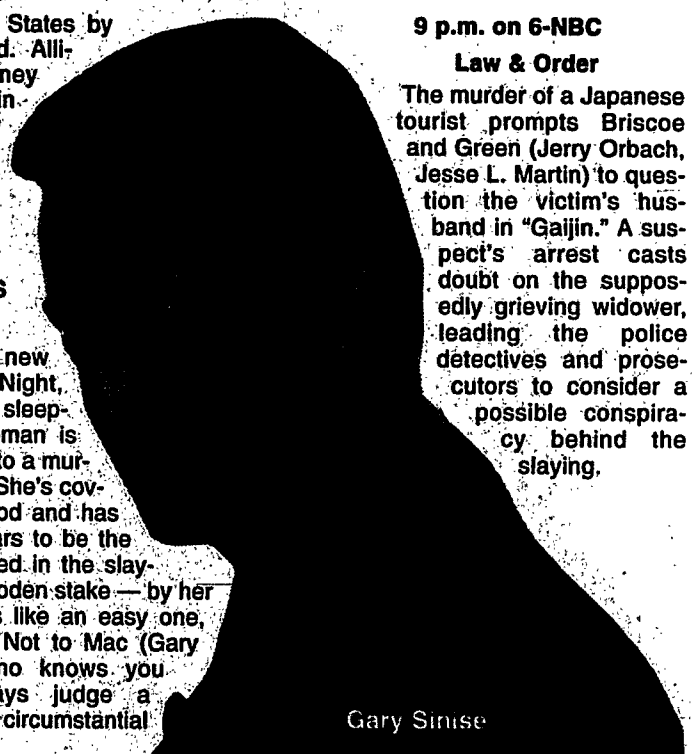 States by
d. Alli-
ney
in
s
new
Night,
sleep-
man is
to a mur-
She's cov-
od and has
ars to be the
ed in the slay-
oden stake — by her
s like an easy one,
Not to Mac (Gary
ho knows you
ays judge a
circumstantial
9 p.m. on 6-NBC
Law & Order
The murder of a Japanese
tourist prompts Briscoe
and Green (Jerry Orbach,
Jesse L. Martin) to ques-
tion the victim's hus-
band in "Gaijin." A sus-
pect's arrest casts
doubt on the suppos-
edly grieving widower,
leading the police
detectives and prose-
cutors to consider a
possible conspira-
cy behind the
slaying.
Gary Sinise